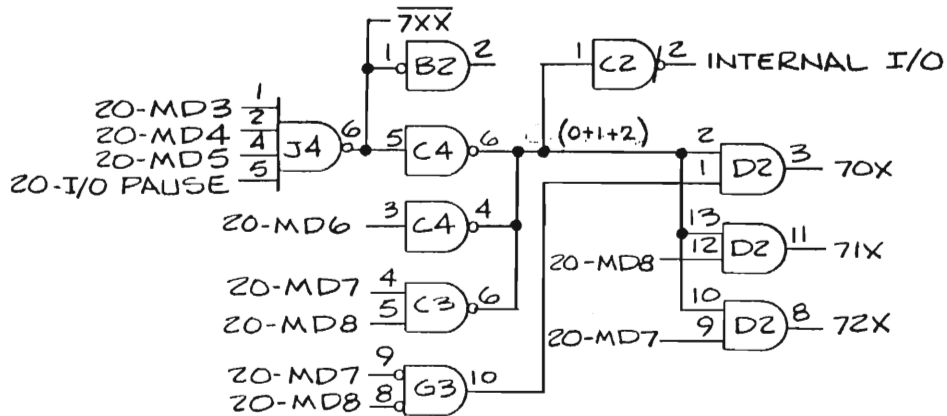 7XX
1 B2 2
1 C2 2 INTERNAL I/O
20-MD3 1
20-MD4 2
20-MD5 4
20-I/O PAUSE 5
J4 6
5 C4 6
(0+1+2)
2
1 D2 3 70X
20-MD6 3 C4 4
13
20-MD8 12 D2 11 71X
20-MD7 4
20-MD8 5
C3 6
10
20-MD7 9 D2 8 72X
20-MD7 9
20-MD8 8
G3 10